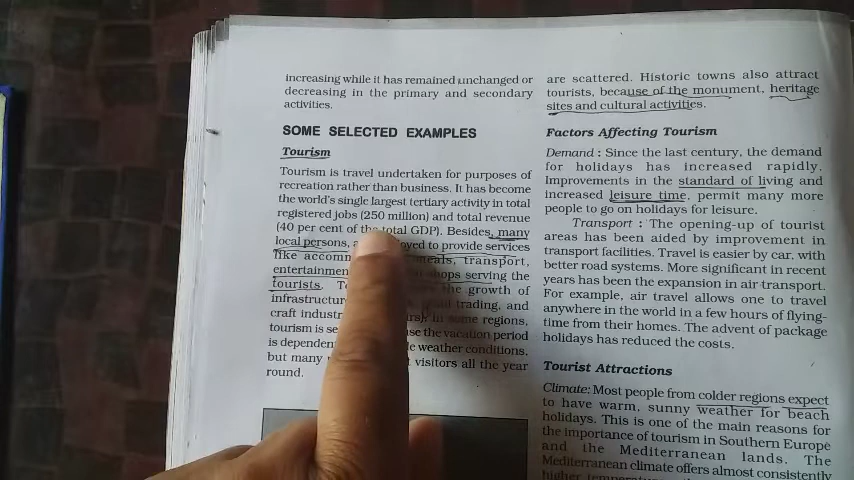 increasing while it has remained unchanged or
decreasing in the primary and secondary
activities.
SOME SELECTED EXAMPLES
Tourism
Tourism is travel undertaken for purposes of
recreation rather than business. It has become
the world's single largest tertiary activity in total
registered jobs (250 million) and total revenue
(40 per cent of the total GDP). Besides, many
local persons, are employed to provide services
like meals, transport,
entertainment shops serving the
tourists. the growth of
infrastructure trading, and
craft In some regions,
tourism is the vacation period
is dependent weather conditions,
but many visitors all the year
round.
are scattered. Historic towns also attract
tourists, because of the monument, heritage
sites and cultural activities.
Factors Affecting Tourism
Demand : Since the last century, the demand
for holidays has increased rapidly.
Improvements in the standard of living and
increased leisure time, permit many more
people to go on holidays for leisure.
Transport : The opening-up of tourist
areas has been aided by improvement in
transport facilities. Travel is easier by car, with
better road systems. More significant in recent
years has been the expansion in air transport.
For example, air travel allows one to travel
anywhere in the world in a few hours of flying-
time from their homes. The advent of package
holidays has reduced the costs.
Tourist Attractions
Climate: Most people from colder regions expect
to have warm, sunny weather for beach
holidays. This is one of the main reasons for
the importance of tourism in Southern Europe
and the Mediterranean lands. The
Mediterranean climate offers almost consistently
higher